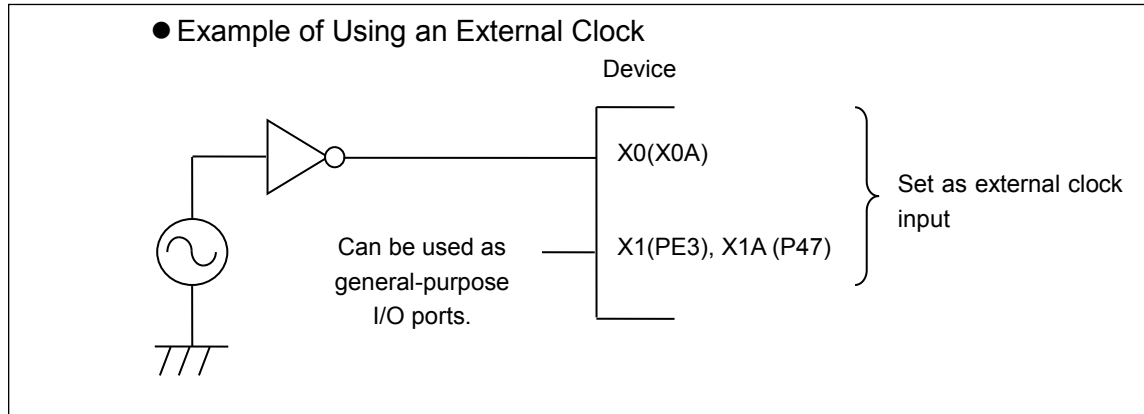 ● Example of Using an External Clock
Device
X0(X0A)
Set as external clock
input
Can be used as
general-purpose
I/O ports.
X1(PE3), X1A (P47)